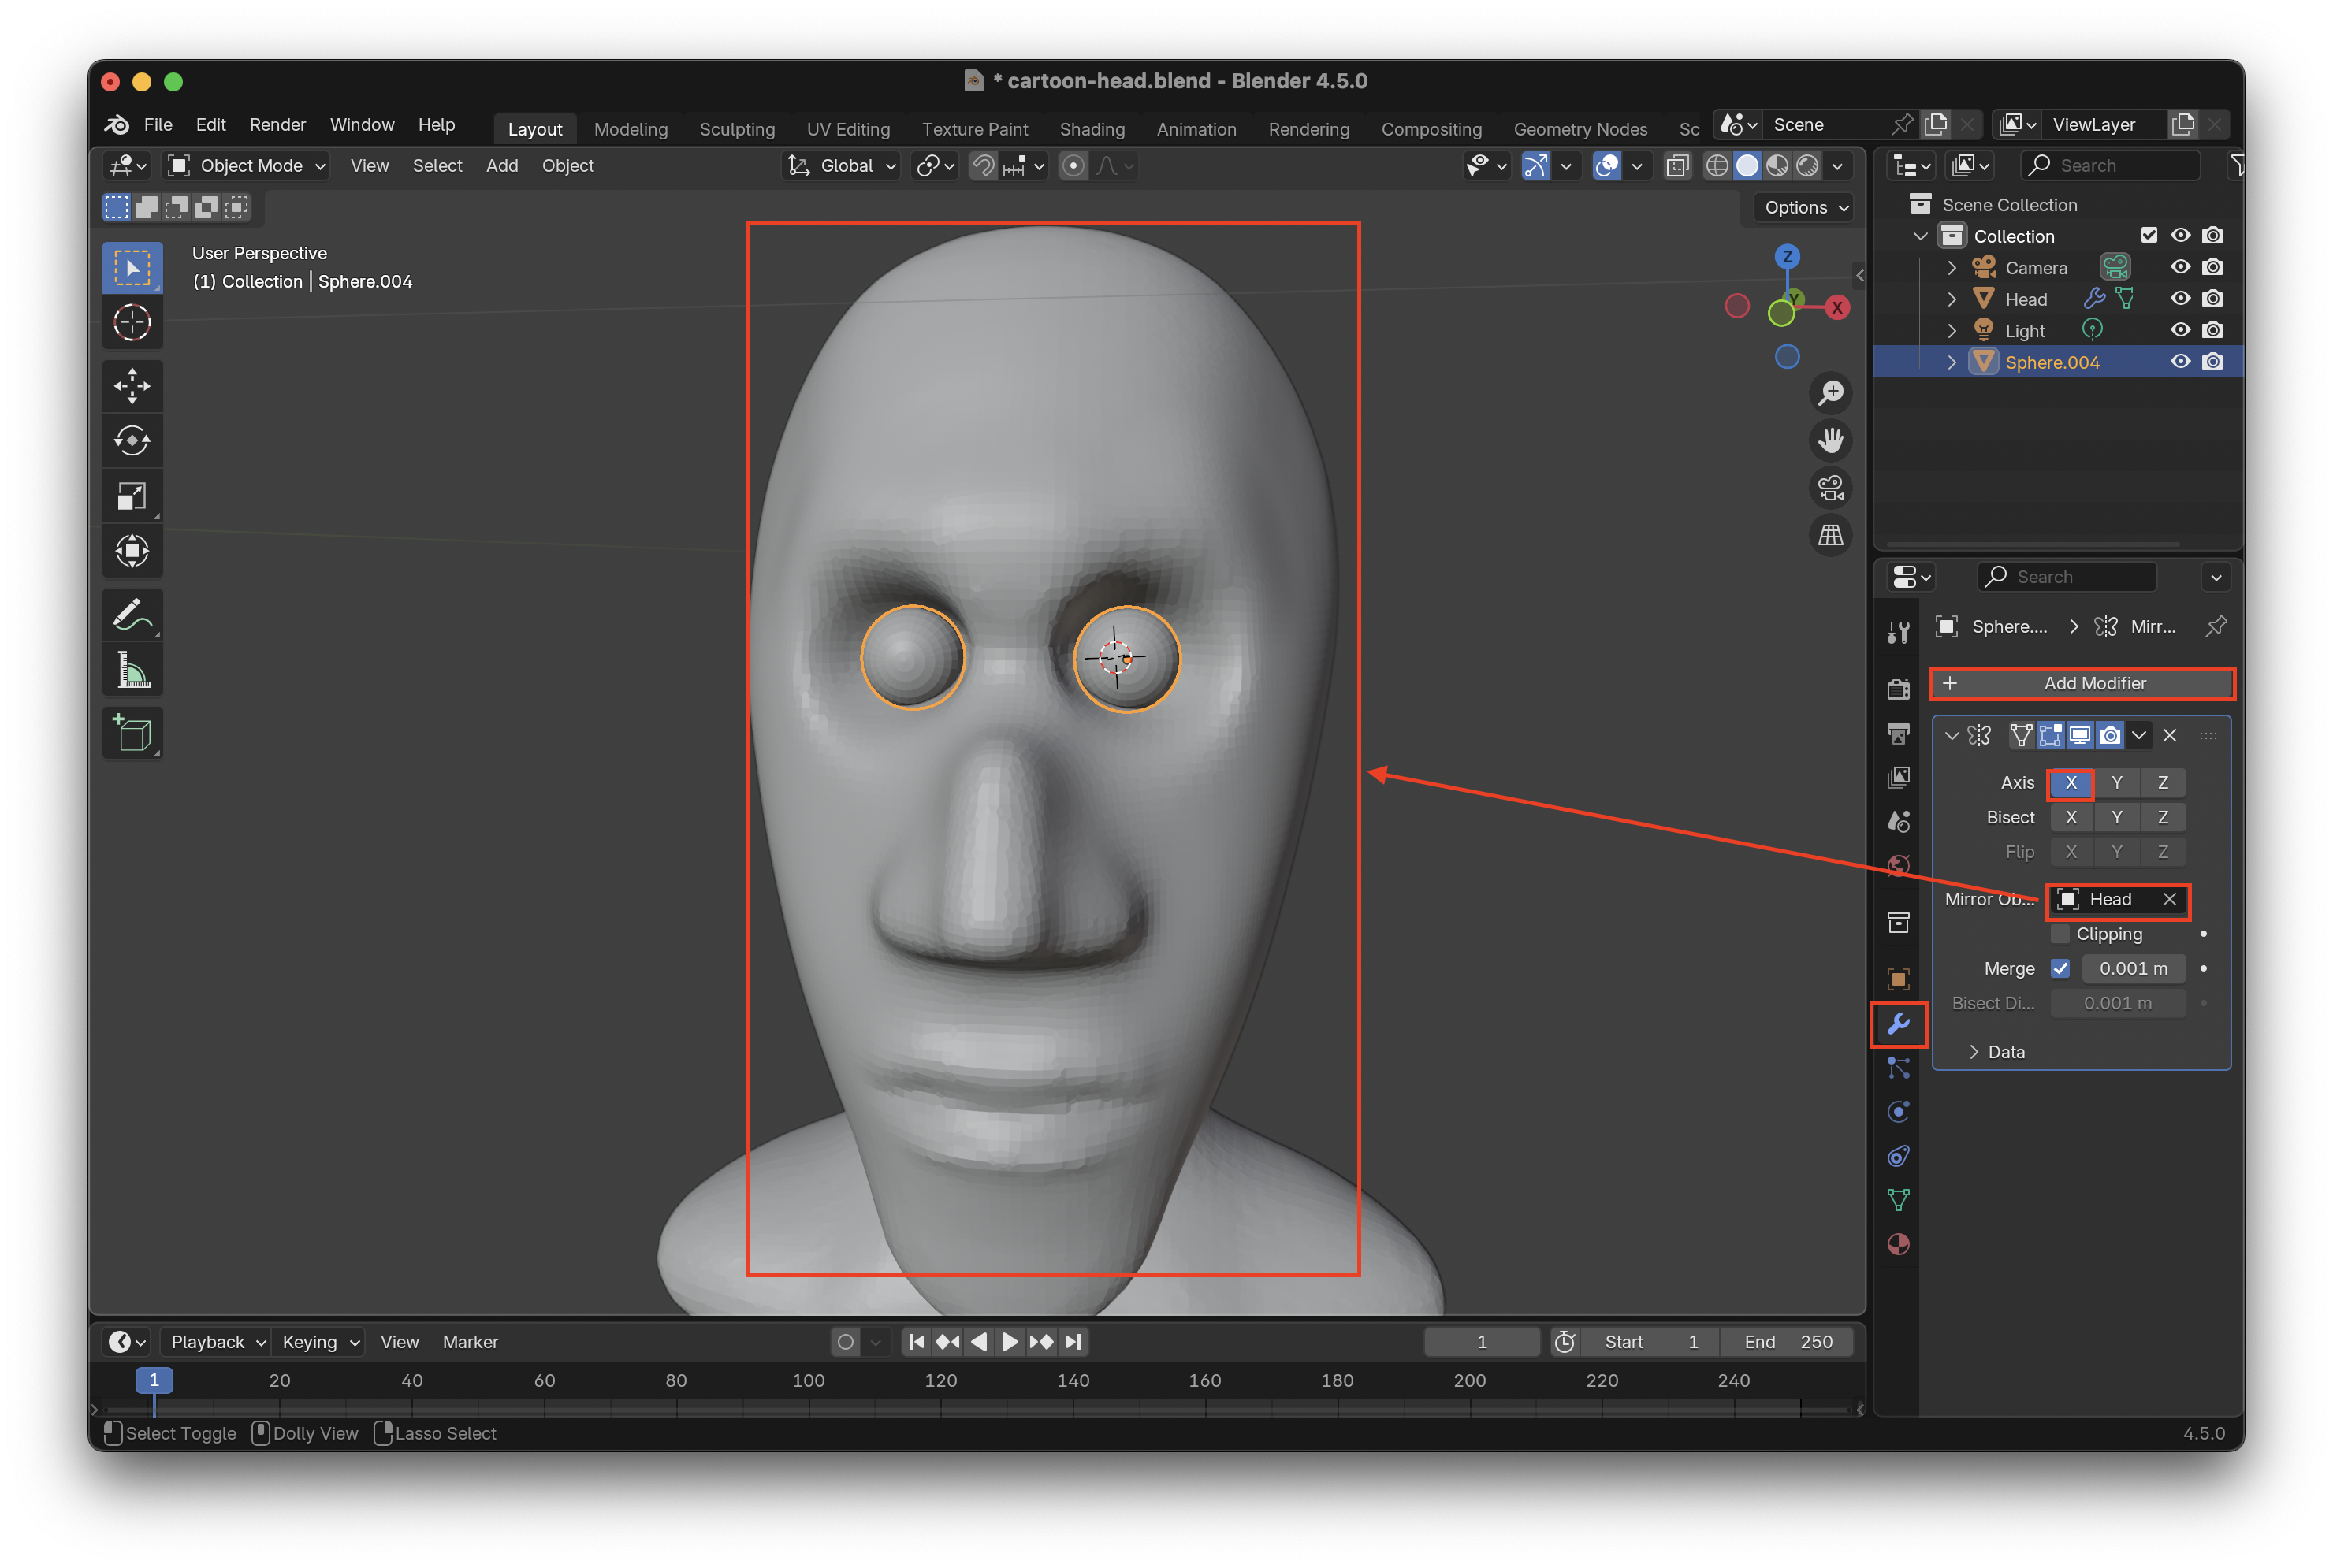 * cartoon-head.blend - Blender 4.5.0
File Edit Render Window Help Layout Modeling Sculpting UV Editing Texture Paint Shading Animation Rendering Compositing Geometry Nodes Sc Scene ViewLayer
Object Mode View Select Add Object Global Search
Options
User Perspective
(1) Collection | Sphere.004
Z
Y
X
Scene Collection
Collection
Camera
Head
Light
Sphere.004
Search
Sphere.... Mirr...
Add Modifier
Axis X Y Z
Bisect X Y Z
Flip X Y Z
Mirror Ob... Head
Clipping
Merge 0.001 m
Bisect Di... 0.001 m
Data
Playback Keying View Marker 1 Start 1 End 250
1 20 40 60 80 100 120 140 160 180 200 220 240
Select Toggle Dolly View Lasso Select 4.5.0